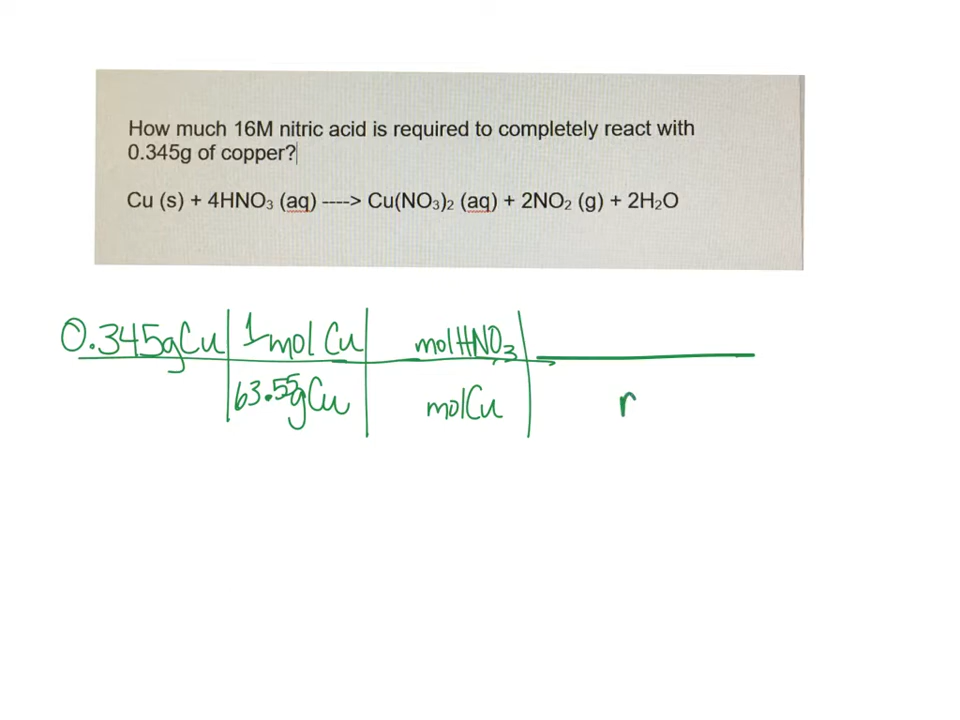 How much 16M nitric acid is required to completely react with
0.345g of copper?
Cu (s) + 4HNO₃ (aq) ----> Cu(NO₃)₂ (aq) + 2NO₂ (g) + 2H₂O
0.345gCu 1mol Cu molHNO₃
63.55gCu molCu r